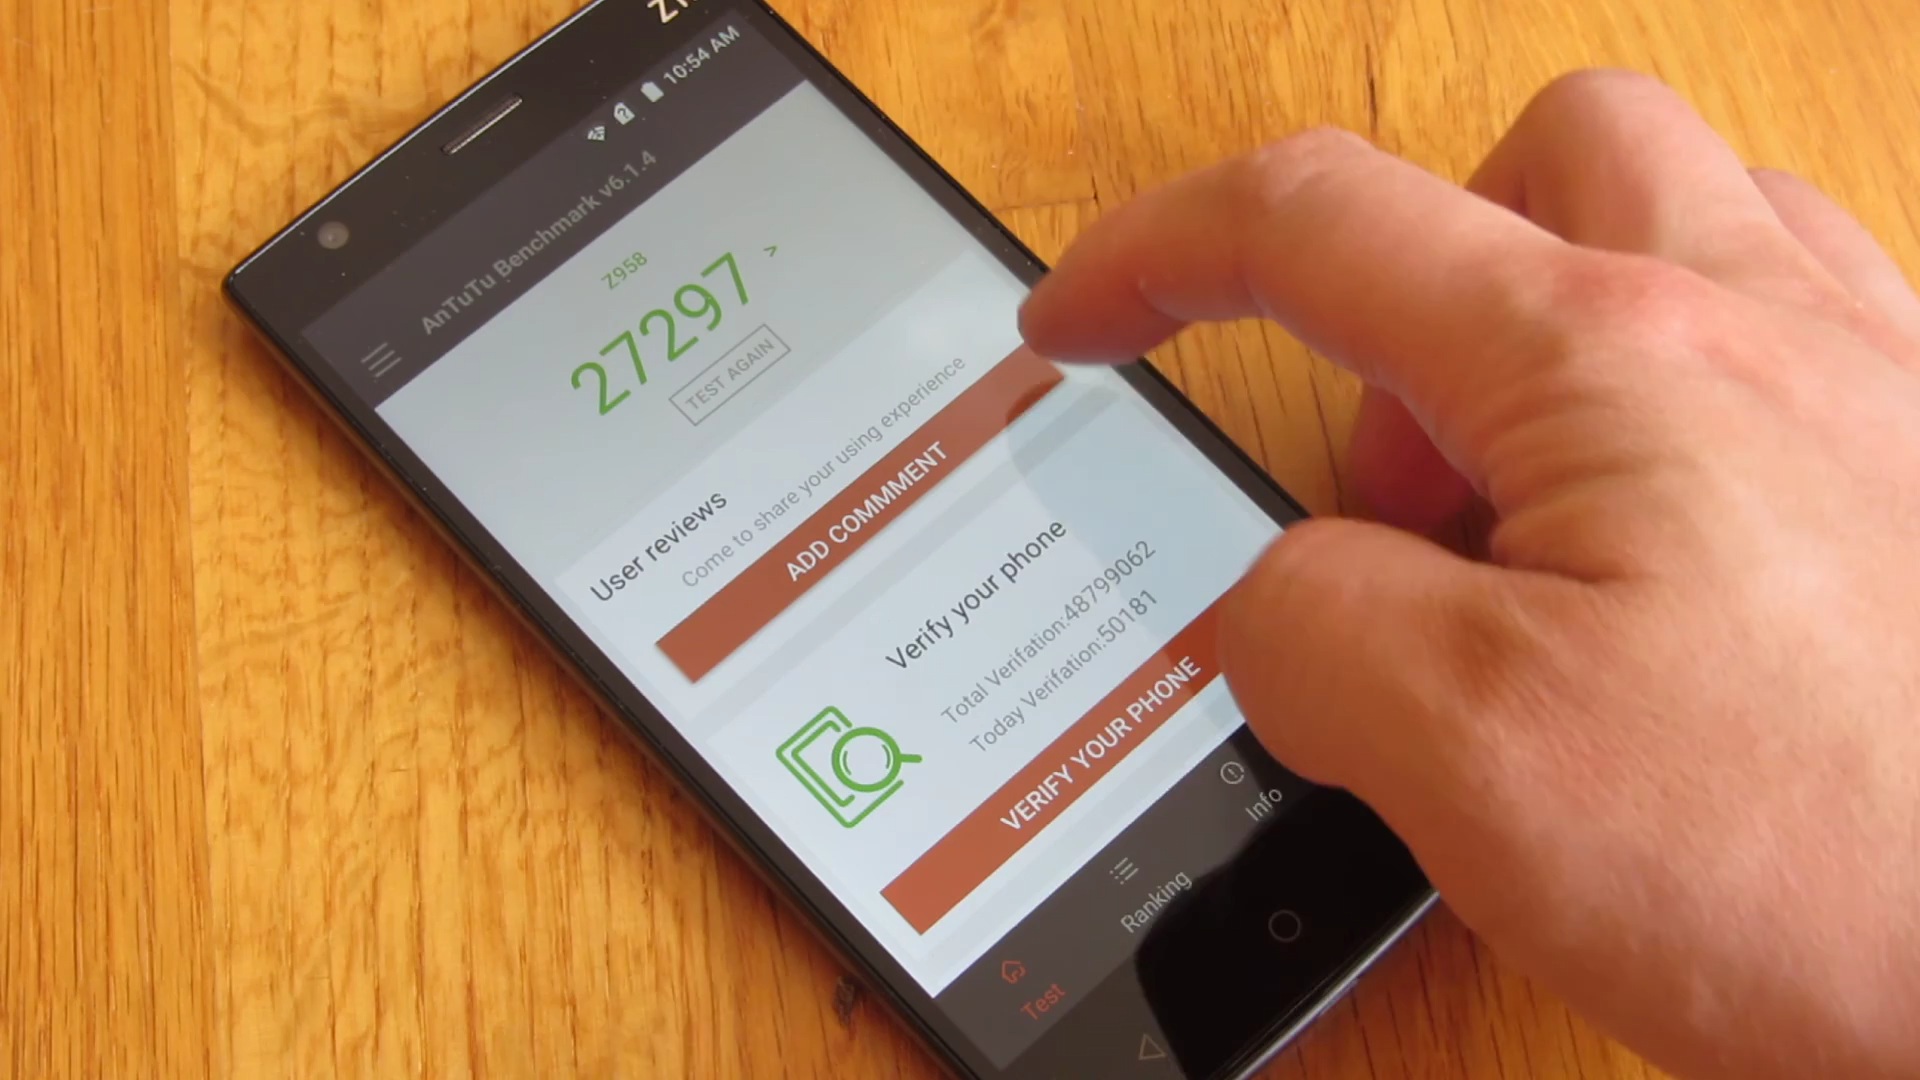 10:54 AM
AnTuTu Benchmark v6.1.4
Z958
27297 >
TEST AGAIN
User reviews
Come to share your using experience
ADD COMMMENT
Verify your phone
Total Verifation:48799062
Today Verifation:50181
VERIFY YOUR PHONE
Test
Ranking
Info